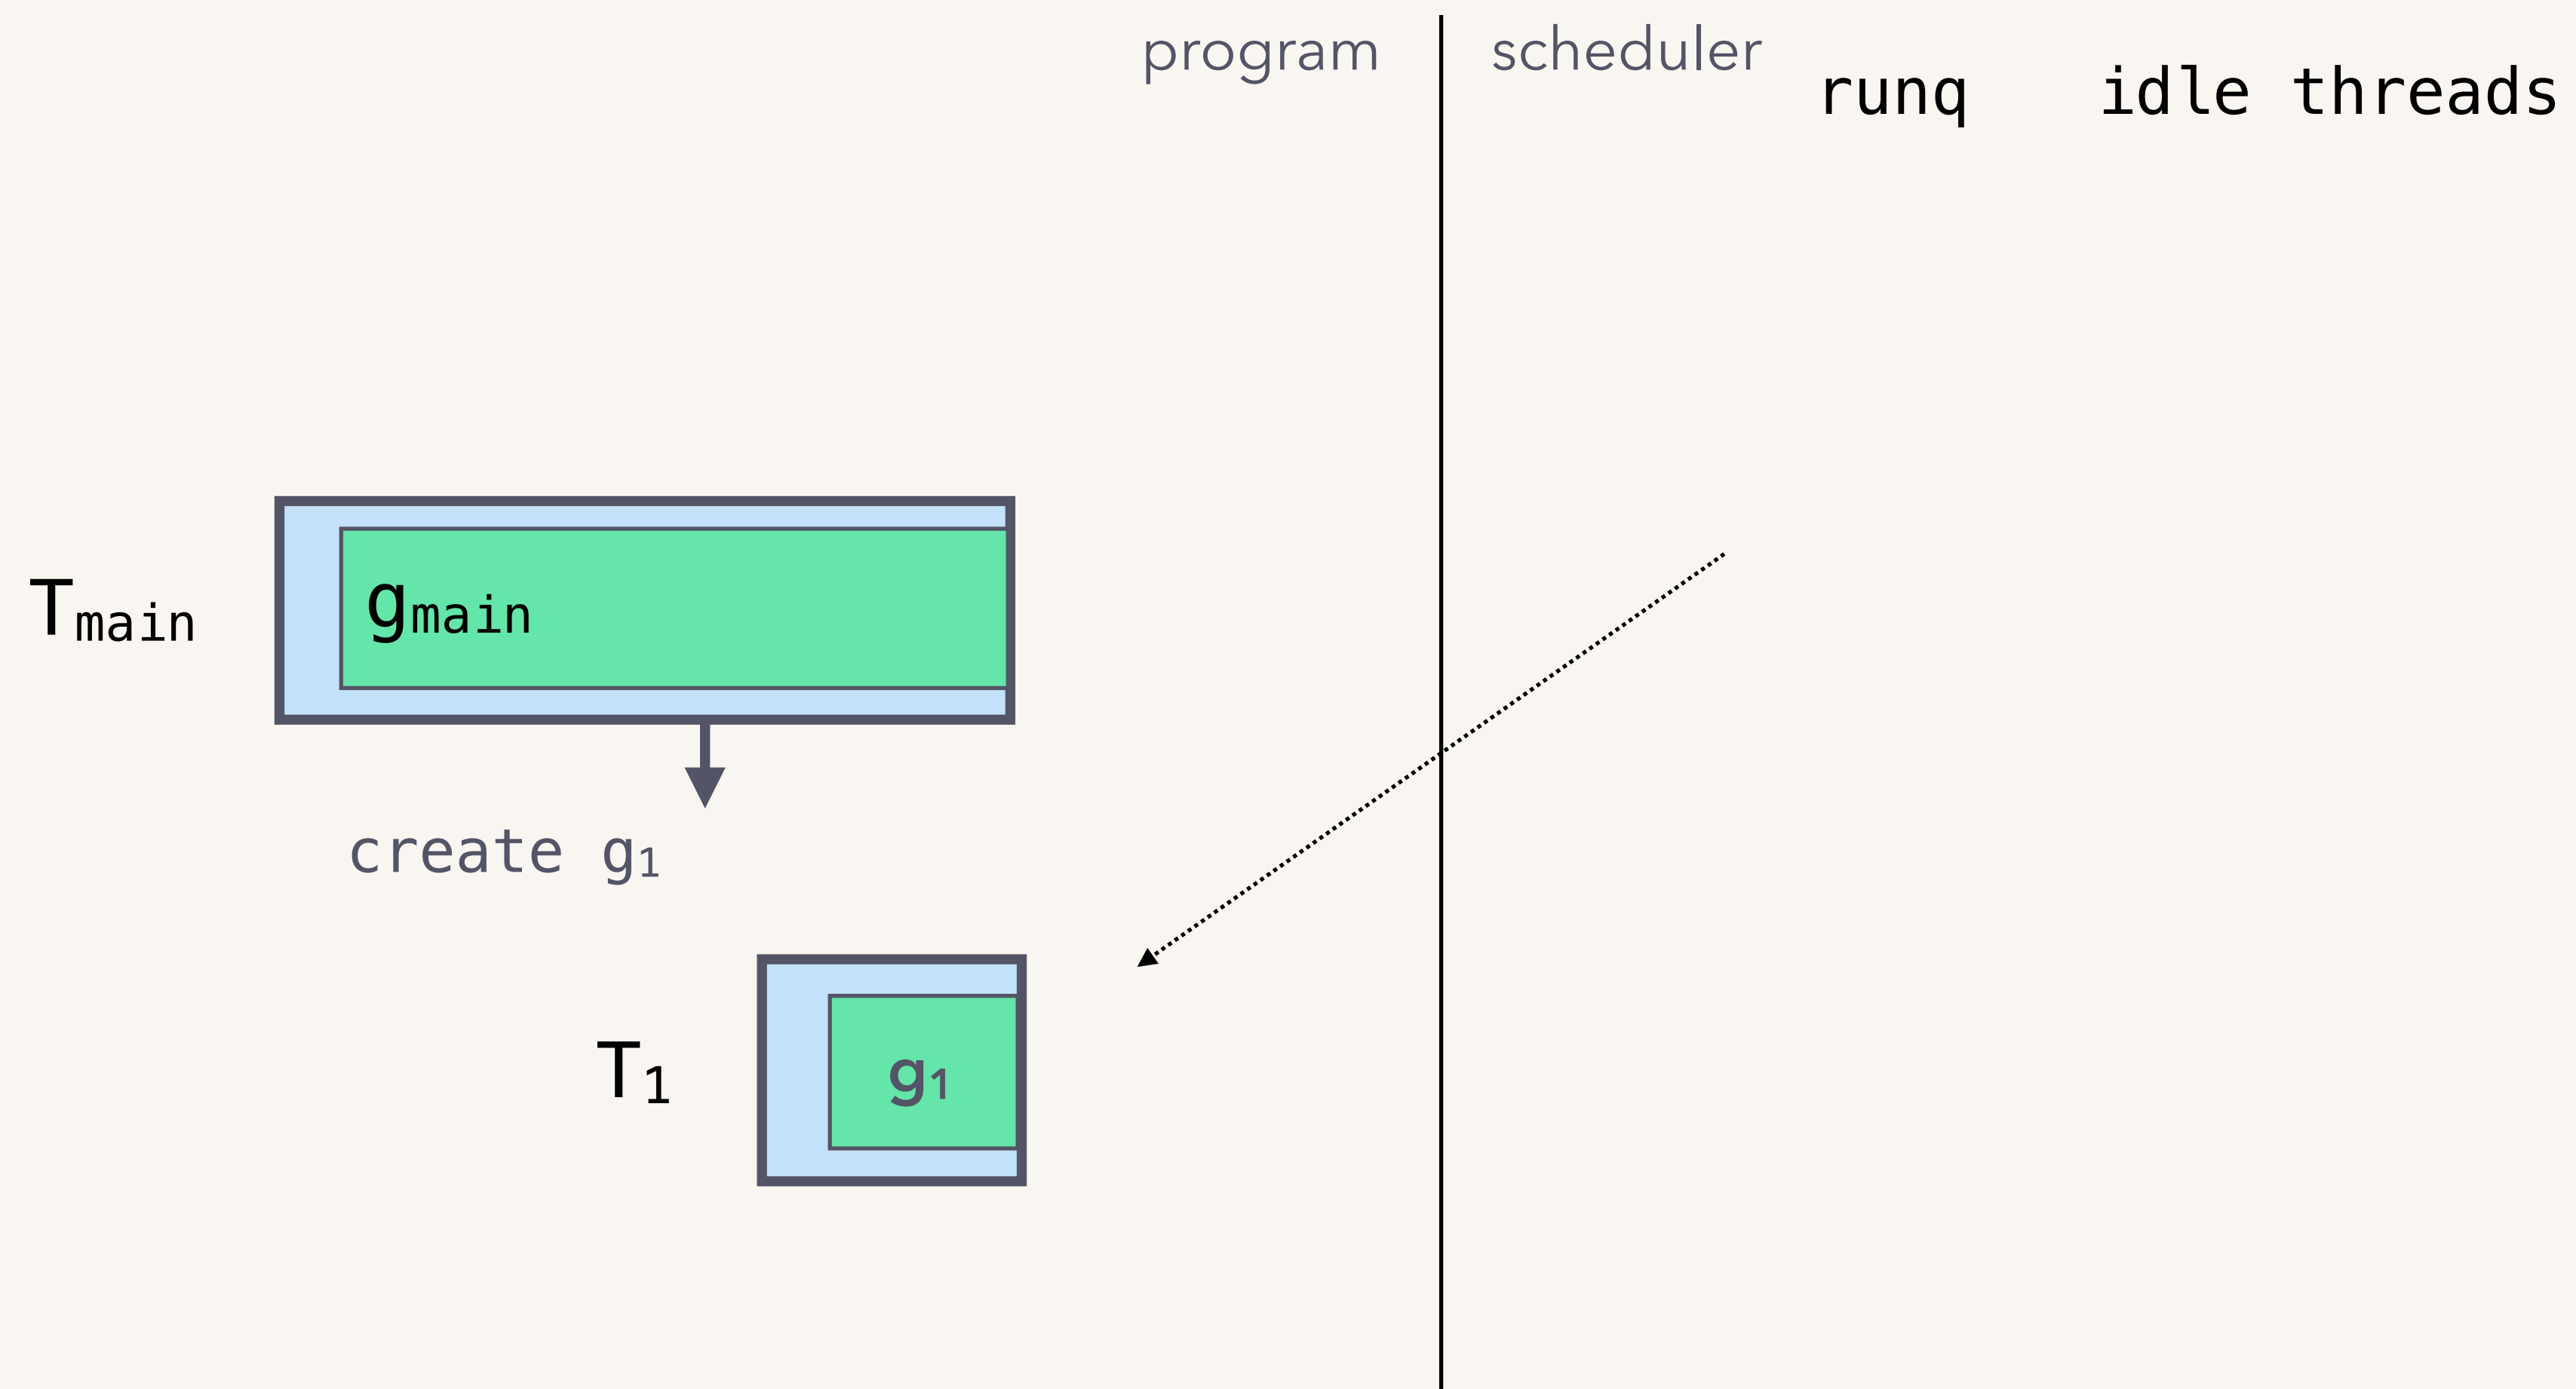 program
scheduler
runq
idle threads
Tmain
gmain
create g1
T1
g1